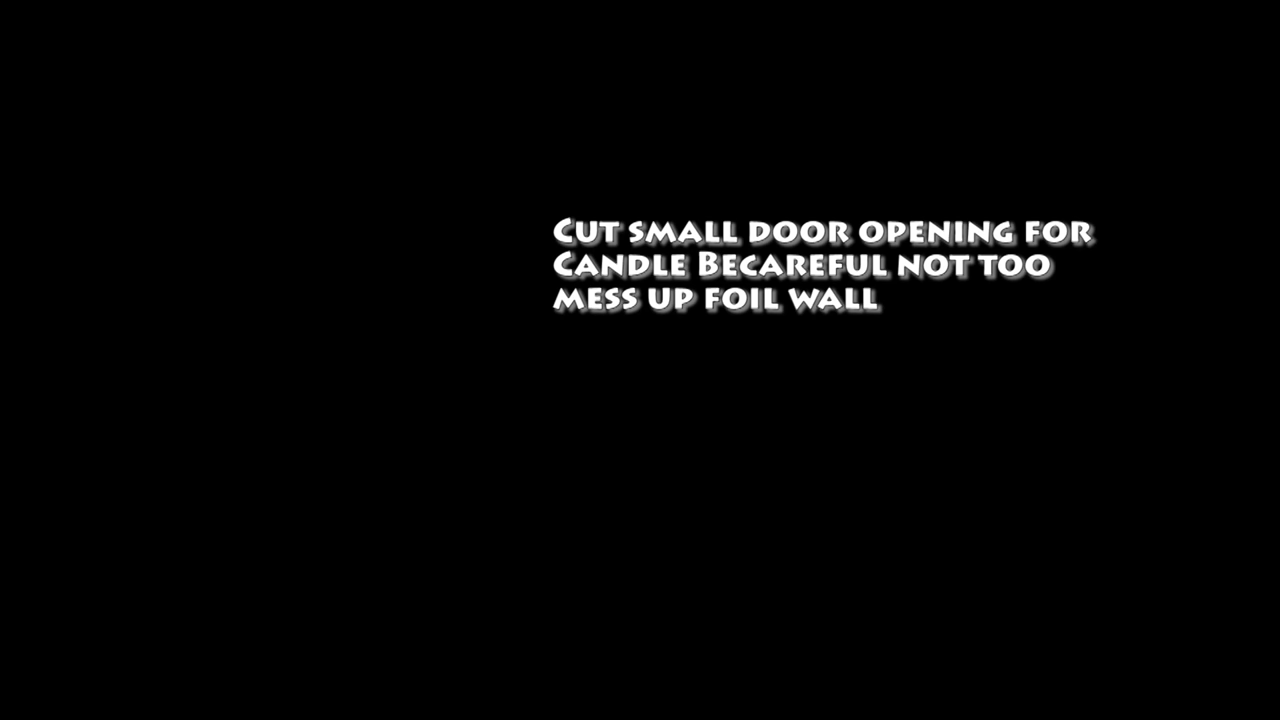 Cut small door opening for
Candle Becareful not too
mess up foil wall